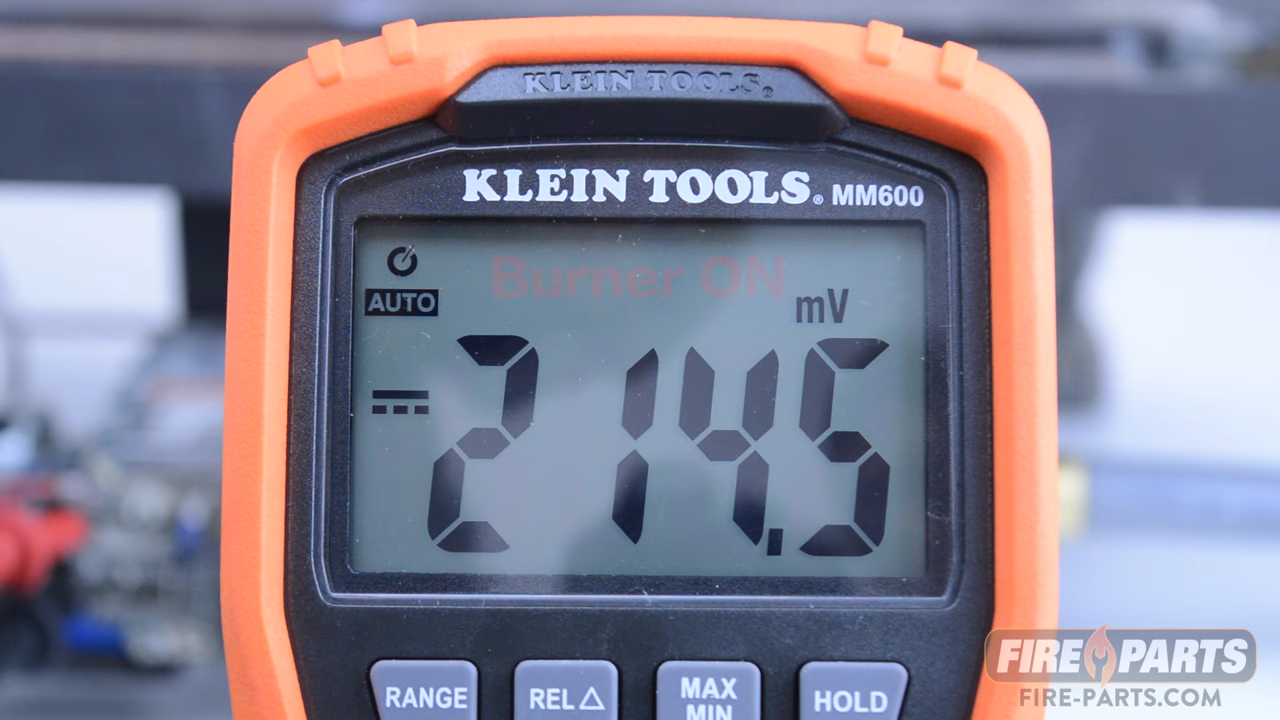 KLEIN TOOLS®
KLEIN TOOLS® MM600
Burner ON
AUTO
mV
214.5
RANGE
REL△
MAX
MIN
HOLD
FIRE PARTS
FIRE-PARTS.COM